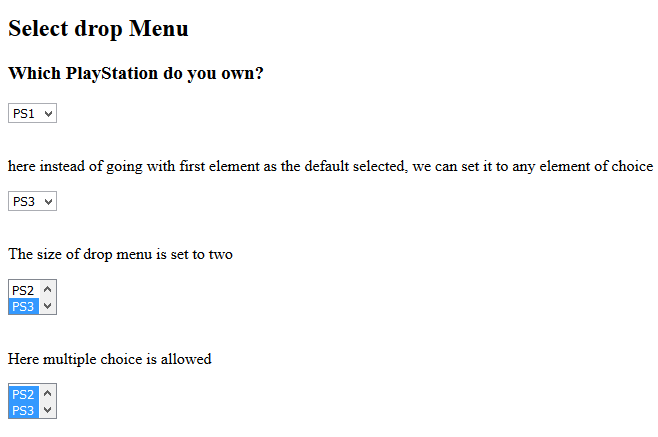 Select drop Menu
Which PlayStation do you own?
PS1
here instead of going with first element as the default selected, we can set it to any element of choice
PS3
The size of drop menu is set to two
PS2
PS3
Here multiple choice is allowed
PS2
PS3